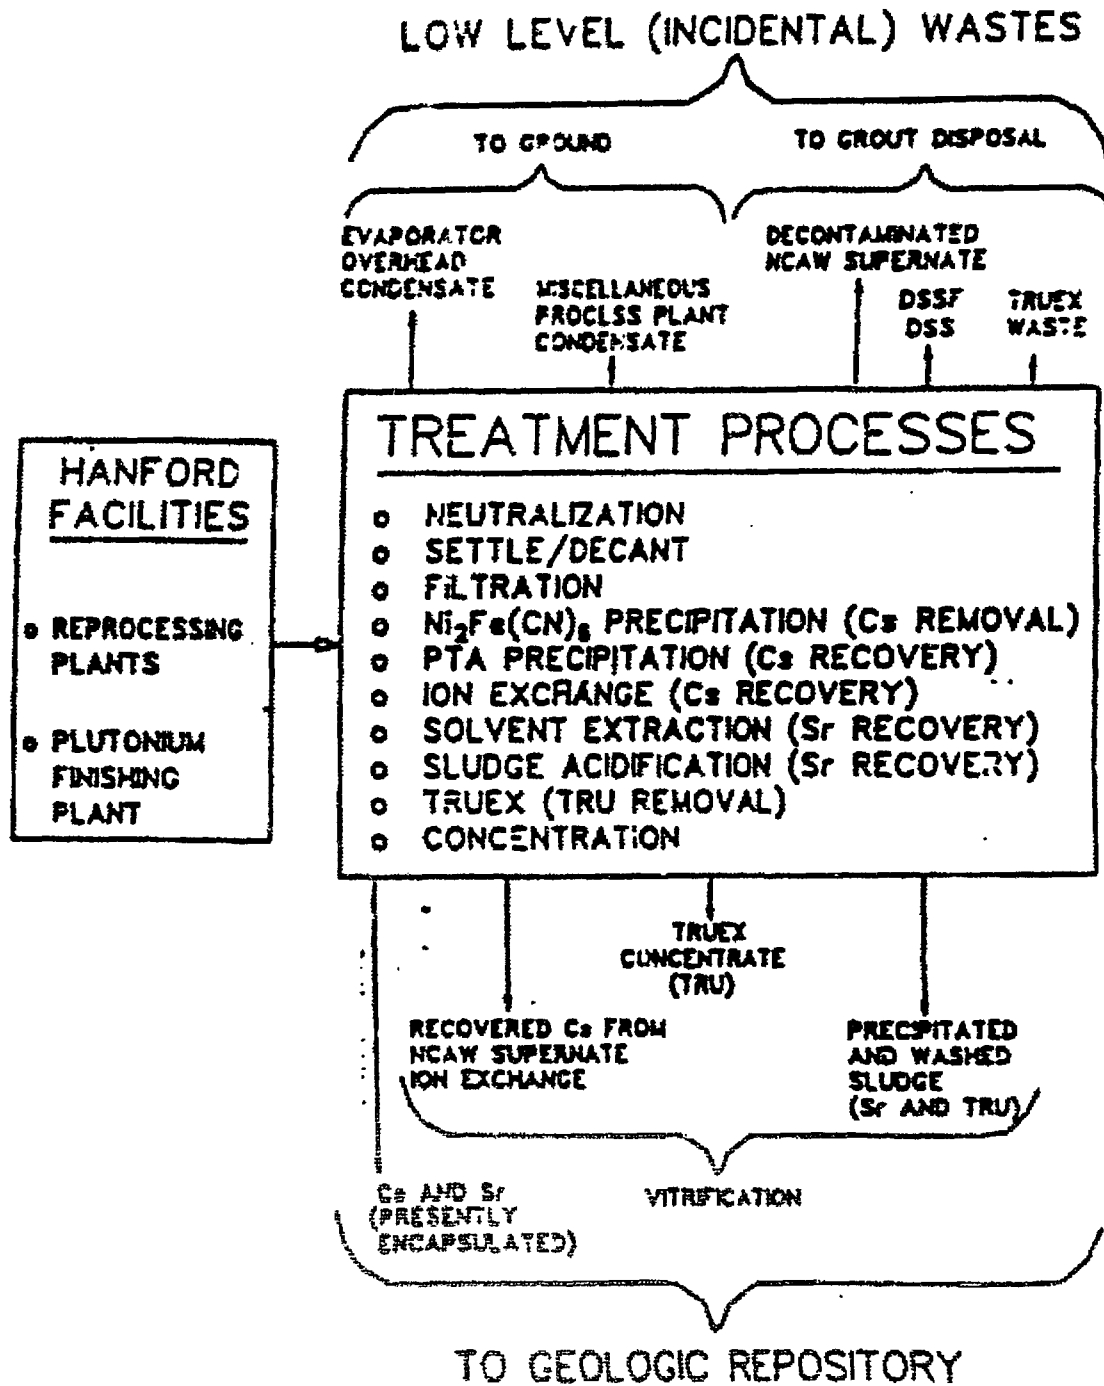 LOW LEVEL (INCIDENTAL) WASTES
TO GROUND
TO GROUT DISPOSAL
EVAPORATOR
OVERHEAD
CONDENSATE
MISCELLANEOUS
PROCESS PLANT
CONDENSATE
DECONTAMINATED
NCAW SUPERNATE
DSSF
DSS
TRUEX
WASTE
HANFORD
FACILITIES
o REPROCESSING
PLANTS
o PLUTONIUM
FINISHING
PLANT
TREATMENT PROCESSES
o NEUTRALIZATION
o SETTLE/DECANT
o FILTRATION
o Ni₂Fe(CN)₆ PRECIPITATION (Cs REMOVAL)
o PTA PRECIPITATION (Cs RECOVERY)
o ION EXCHANGE (Cs RECOVERY)
o SOLVENT EXTRACTION (Sr RECOVERY)
o SLUDGE ACIDIFICATION (Sr RECOVERY)
o TRUEX (TRU REMOVAL)
o CONCENTRATION
TRUEX
CONCENTRATE
(TRU)
RECOVERED Cs FROM
NCAW SUPERNATE
ION EXCHANGE
PRECIPITATED
AND WASHED
SLUDGE
(Sr AND TRU)
Cs AND Sr
(PRESENTLY
ENCAPSULATED)
VITRIFICATION
TO GEOLOGIC REPOSITORY